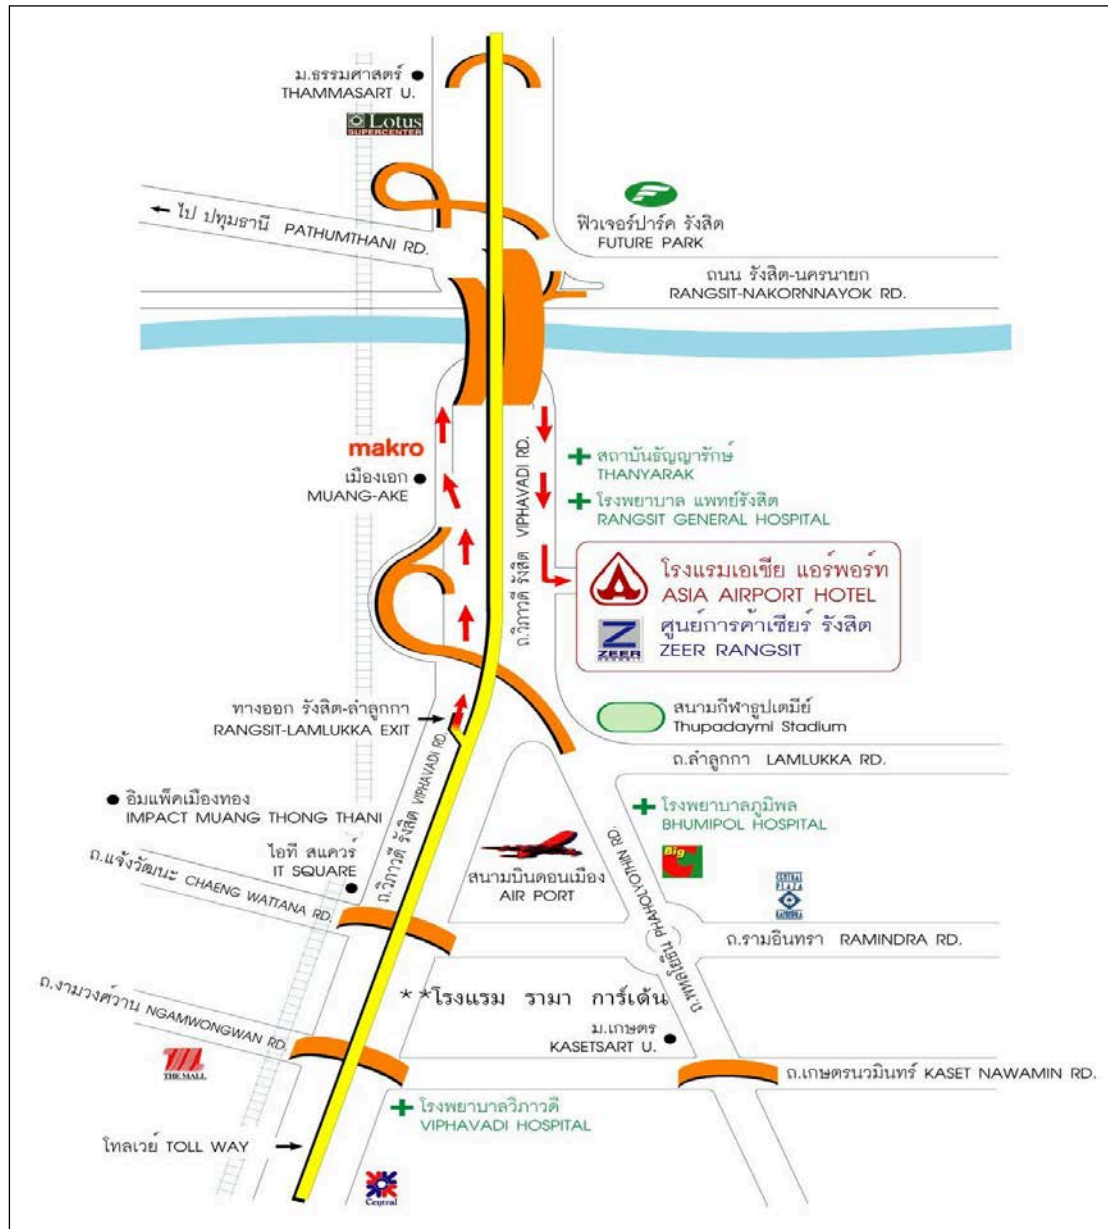 ม.ธรรมศาสตร์
THAMMASART U.
Lotus
SUPERCENTER
ไป ปทุมธานี PATHUMTHANI RD.
ฟิวเจอร์ปาร์ค รังสิต
FUTURE PARK
ถนน รังสิต-นครนายก
RANGSIT-NAKORNNAYOK RD.
makro
เมืองเอก
MUANG-AKE
ถ.วิภาวดี รังสิต VIPHAVADI RD.
สถาบันธัญญารักษ์
THANYARAK
โรงพยาบาล แพทย์รังสิต
RANGSIT GENERAL HOSPITAL
โรงแรมเอเชีย แอร์พอร์ท
ASIA AIRPORT HOTEL
Z
ZEER
ศูนย์การค้าเซียร์ รังสิต
ZEER RANGSIT
ทางออก รังสิต-ลำลูกกา
RANGSIT-LAMLUKKA EXIT
สนามกีฬาธูปเตมีย์
Thupadaymi Stadium
ถ.ลำลูกกา LAMLUKKA RD.
ถ.วิภาวดี รังสิต VIPHAVADI RD.
อิมแพ็คเมืองทอง
IMPACT MUANG THONG THANI
โรงพยาบาลภูมิพล
BHUMIPOL HOSPITAL
Big
C
ไอที สแควร์
IT SQUARE
ถ.แจ้งวัฒนะ CHAENG WATTANA RD.
สนามบินดอนเมือง
AIR PORT
ถ.พหลโยธิน PHAHOLYOTHIN RD.
CENTRAL
PLAZA
RAMINDRA
ถ.รามอินทรา RAMINDRA RD.
**โรงแรม รามา การ์เด้น
ม.เกษตร
KASETSART U.
ถ.งามวงศ์วาน NGAMWONGWAN RD.
THE MALL
ถ.เกษตรนวมินทร์ KASET NAWAMIN RD.
โรงพยาบาลวิภาวดี
VIPHAVADI HOSPITAL
โทลเวย์ TOLL WAY
Central